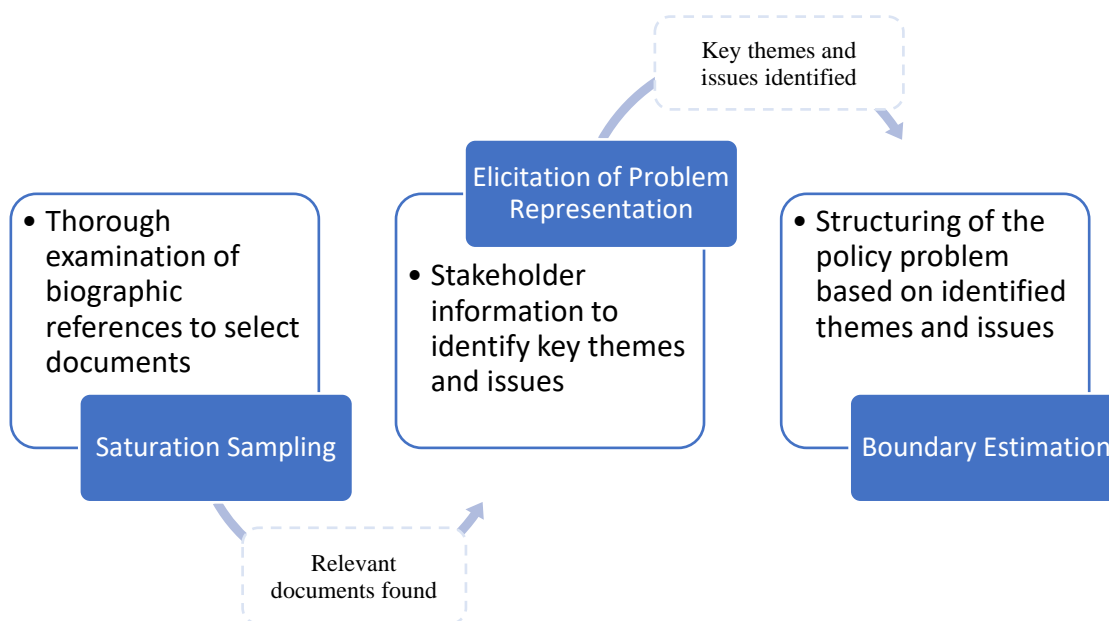 • Thorough
examination of
biographic
references to select
documents
Saturation Sampling
Relevant
documents found
Elicitation of Problem
Representation
• Stakeholder
information to
identify key themes
and issues
Key themes and
issues identified
• Structuring of the
policy problem
based on identified
themes and issues
Boundary Estimation